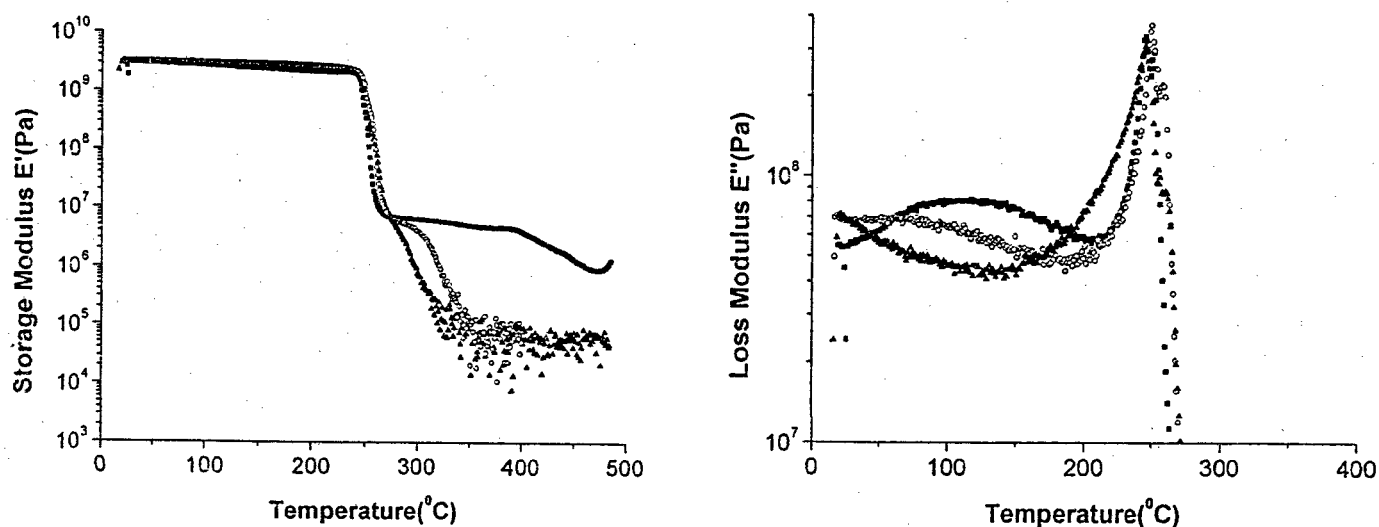 10^10
10^9
10^8
10^7
10^6
10^5
10^4
10^3
Storage Modulus E'(Pa)
0 100 200 300 400 500
Temperature(⁰C)
10^8
10^7
Loss Modulus E''(Pa)
0 100 200 300 400
Temperature(⁰C)